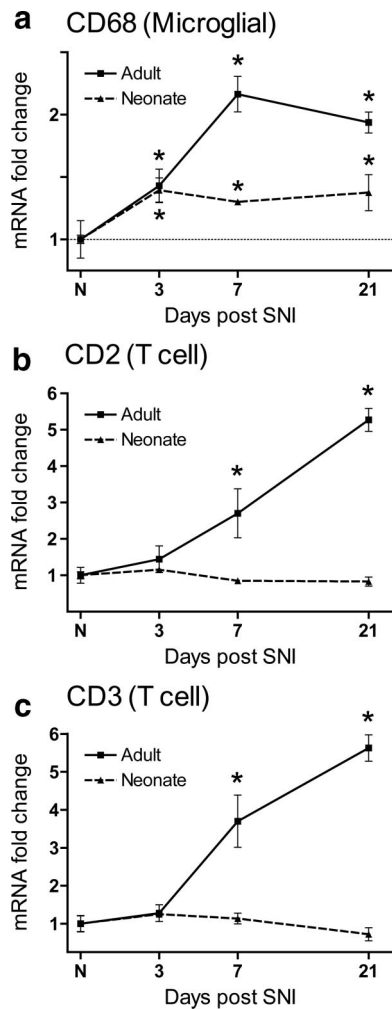 a CD68 (Microglial)
mRNA fold change
2
1
Adult
Neonate
*
*
*
*
*
*
N 3 7 21
Days post SNI
b CD2 (T cell)
mRNA fold change
6
5
4
3
2
1
Adult
Neonate
*
*
N 3 7 21
Days post SNI
c CD3 (T cell)
mRNA fold change
6
5
4
3
2
1
Adult
Neonate
*
*
N 3 7 21
Days post SNI